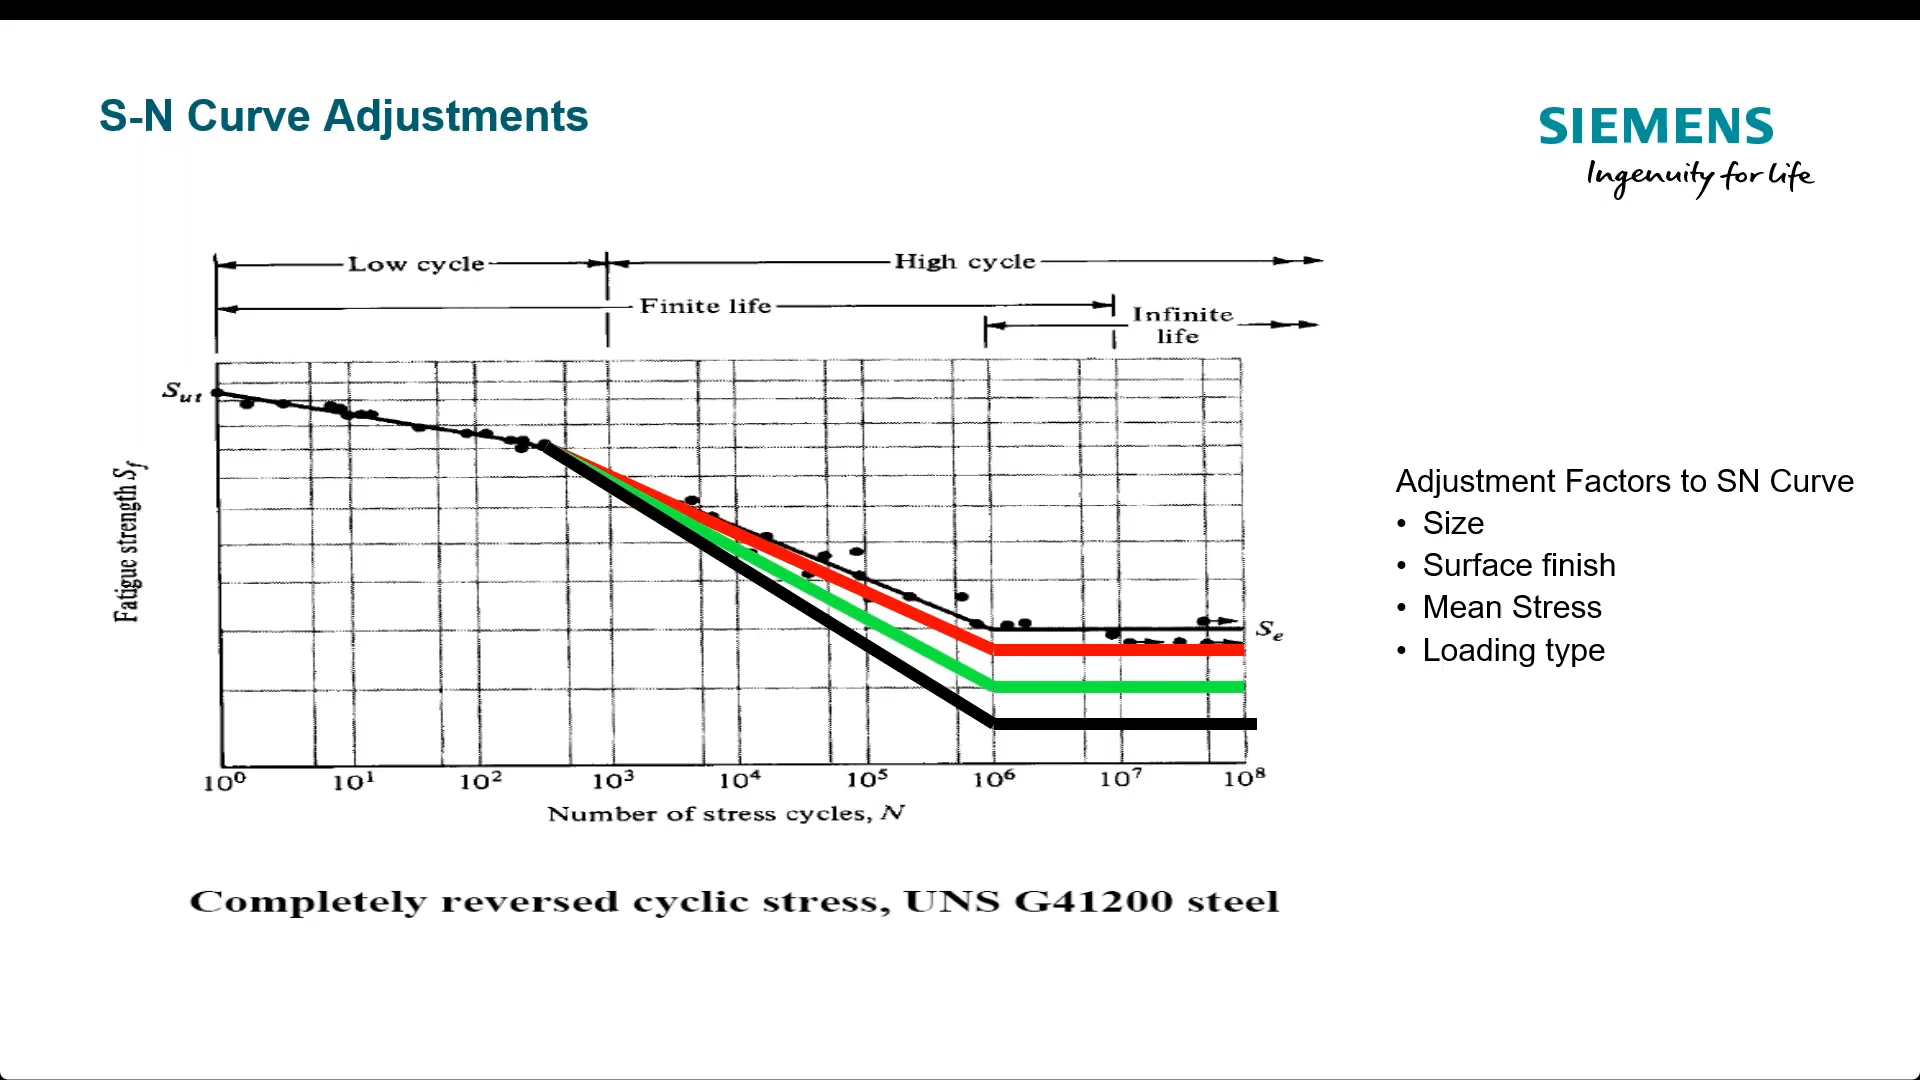 S-N Curve Adjustments
SIEMENS
Ingenuity for life
Low cycle
High cycle
Finite life
Infinite
life
Sut
Fatigue strength Sf
Se
10⁰ 10¹ 10² 10³ 10⁴ 10⁵ 10⁶ 10⁷ 10⁸
Number of stress cycles, N
Completely reversed cyclic stress, UNS G41200 steel
Adjustment Factors to SN Curve
• Size
• Surface finish
• Mean Stress
• Loading type